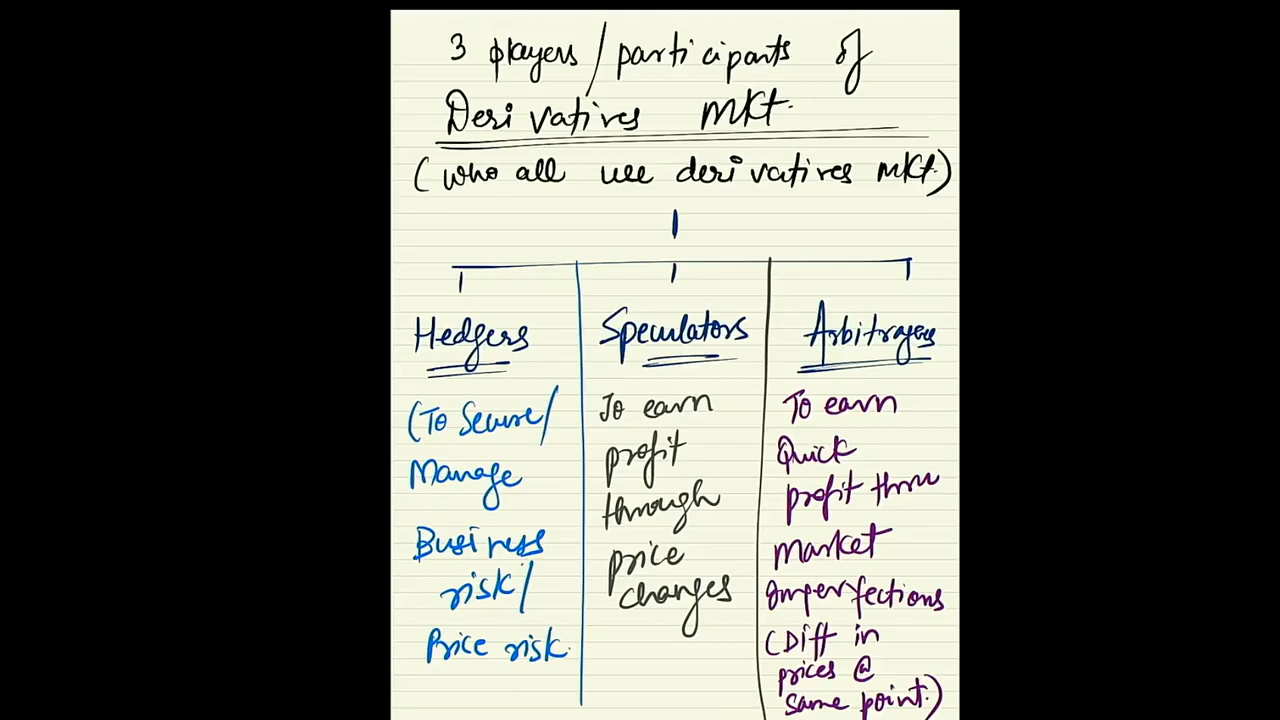 3 players/participants of
Derivatives mkt.
(who all use derivatives mkt.)
Hedgers
(To Secure/
Manage
Business
risk/
Price risk.
Speculators
To earn
profit
through
price
changes
Arbitragers
To earn
Quick
profit thru
market
Imperfections
(Diff in
prices @
same point.)